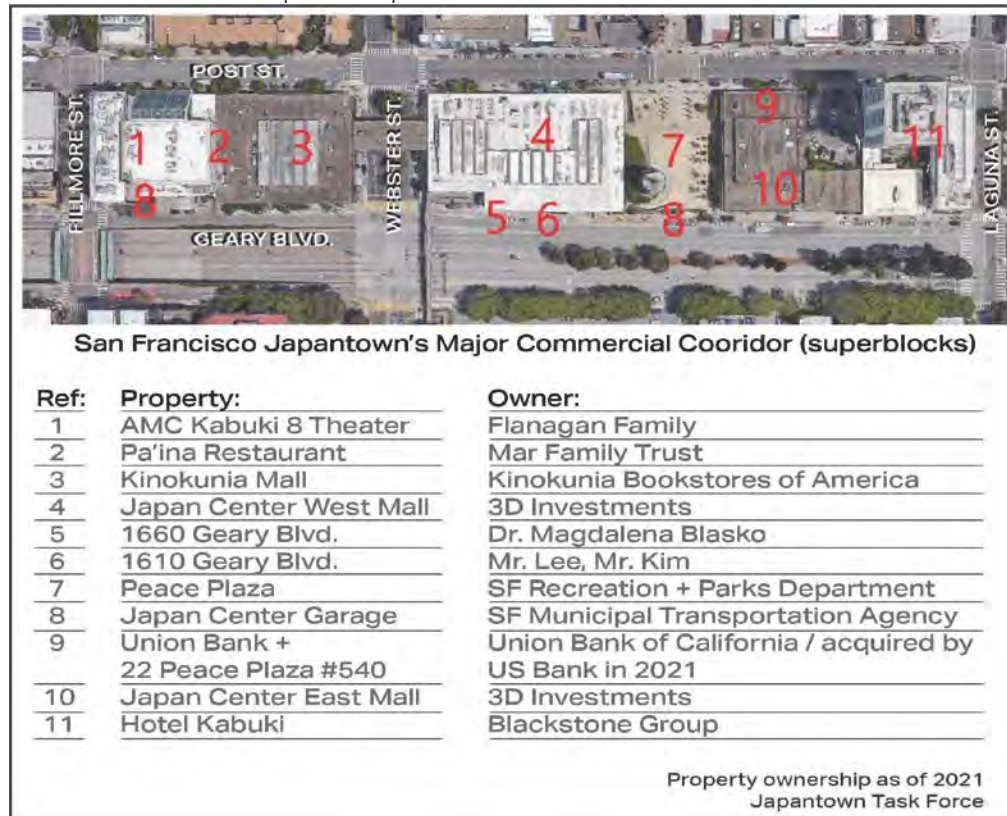 POST ST.
FILLMORE ST.
WEBSTER ST.
LAGUNA ST.
1
2
3
4
5
6
7
8
8
9
10
11
GEARY BLVD.
San Francisco Japantown's Major Commercial Cooridor (superblocks)
Ref: Property: Owner:
1 AMC Kabuki 8 Theater Flanagan Family
2 Pa'ina Restaurant Mar Family Trust
3 Kinokunia Mall Kinokunia Bookstores of America
4 Japan Center West Mall 3D Investments
5 1660 Geary Blvd. Dr. Magdalena Blasko
6 1610 Geary Blvd. Mr. Lee, Mr. Kim
7 Peace Plaza SF Recreation + Parks Department
8 Japan Center Garage SF Municipal Transportation Agency
9 Union Bank + Union Bank of California / acquired by
22 Peace Plaza #540 US Bank in 2021
10 Japan Center East Mall 3D Investments
11 Hotel Kabuki Blackstone Group
Property ownership as of 2021
Japantown Task Force